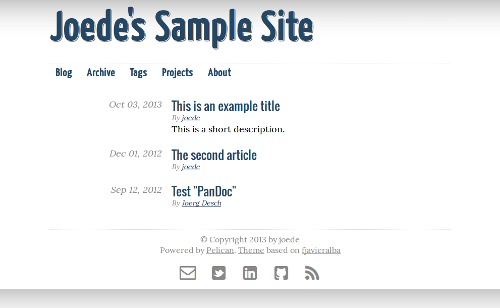 Joede's Sample Site
Blog Archive Tags Projects About
Oct 03, 2013 This is an example title
By joede
This is a short description.
Dec 01, 2012 The second article
By joede
Sep 12, 2012 Test "PanDoc"
By Joerg Desch
© Copyright 2013 by joede
Powered by Pelican. Theme based on fjavieralba